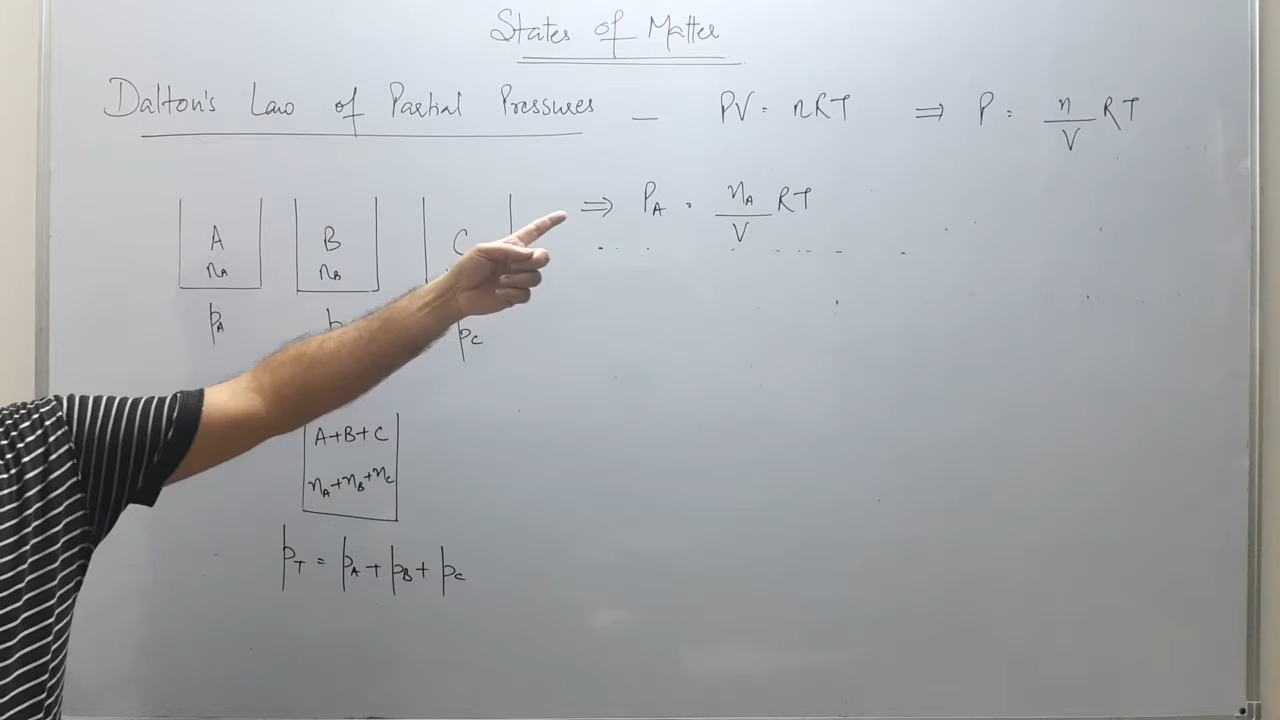 States of Matter
Dalton's Law of Partial Pressures — PV = nRT ⇒ P = n/V RT
A B C ⇒ P_A = n_A/V RT
n_A n_B
p_A p_C
A+B+C
n_A+n_B+n_C
p_T = p_A + p_B + p_C